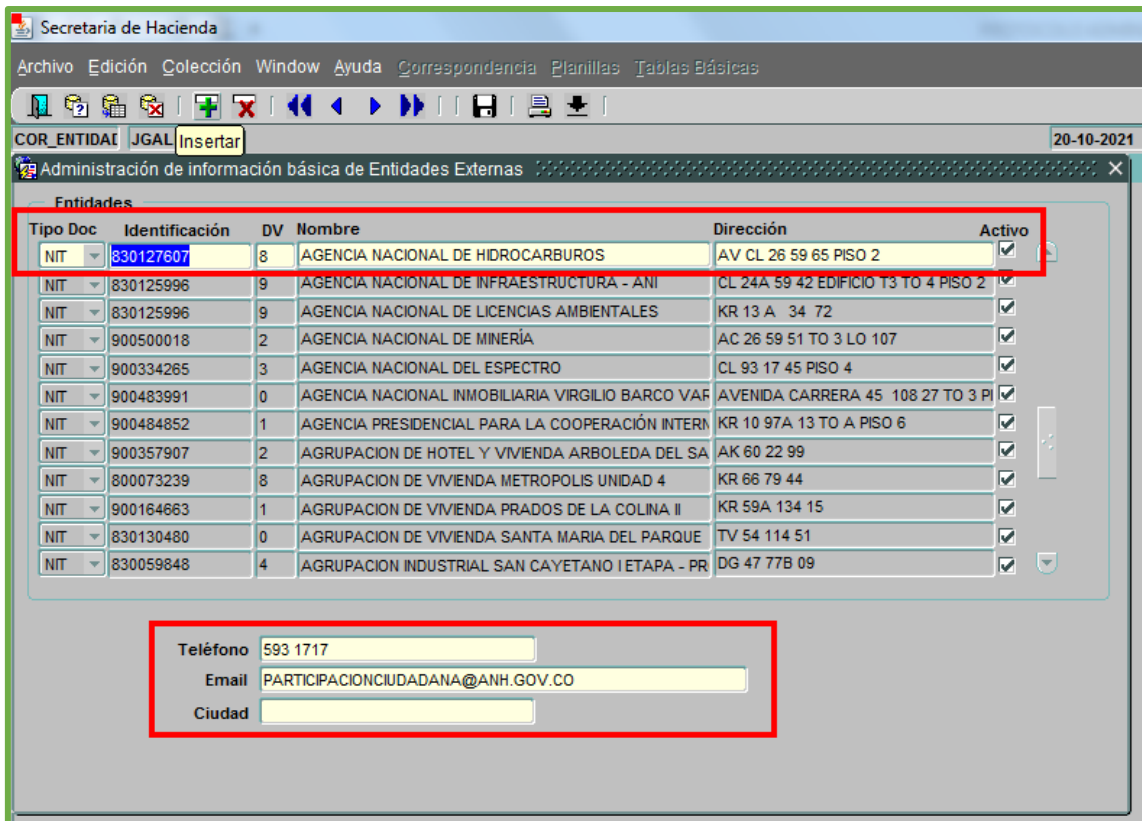 Secretaria de Hacienda
Archivo Edición Colección Window Ayuda Correspondencia Planillas Tablas Básicas
COR_ENTIDAD JGAL Insertar 20-10-2021
Administración de información básica de Entidades Externas
Entidades
Tipo Doc Identificación DV Nombre Dirección Activo
NIT 830127607 8 AGENCIA NACIONAL DE HIDROCARBUROS AV CL 26 59 65 PISO 2
NIT 830125996 9 AGENCIA NACIONAL DE INFRAESTRUCTURA - ANI CL 24A 59 42 EDIFICIO T3 TO 4 PISO 2
NIT 830125996 9 AGENCIA NACIONAL DE LICENCIAS AMBIENTALES KR 13 A 34 72
NIT 900500018 2 AGENCIA NACIONAL DE MINERÍA AC 26 59 51 TO 3 LO 107
NIT 900334265 3 AGENCIA NACIONAL DEL ESPECTRO CL 93 17 45 PISO 4
NIT 900483991 0 AGENCIA NACIONAL INMOBILIARIA VIRGILIO BARCO VAR AVENIDA CARRERA 45 108 27 TO 3 PI
NIT 900484852 1 AGENCIA PRESIDENCIAL PARA LA COOPERACIÓN INTERN KR 10 97A 13 TO A PISO 6
NIT 900357907 2 AGRUPACION DE HOTEL Y VIVIENDA ARBOLEDA DEL SA AK 60 22 99
NIT 800073239 8 AGRUPACION DE VIVIENDA METROPOLIS UNIDAD 4 KR 66 79 44
NIT 900164663 1 AGRUPACION DE VIVIENDA PRADOS DE LA COLINA II KR 59A 134 15
NIT 830130480 0 AGRUPACION DE VIVIENDA SANTA MARIA DEL PARQUE TV 54 114 51
NIT 830059848 4 AGRUPACION INDUSTRIAL SAN CAYETANO I ETAPA - PR DG 47 77B 09
Teléfono 593 1717
Email PARTICIPACIONCIUDADANA@ANH.GOV.CO
Ciudad